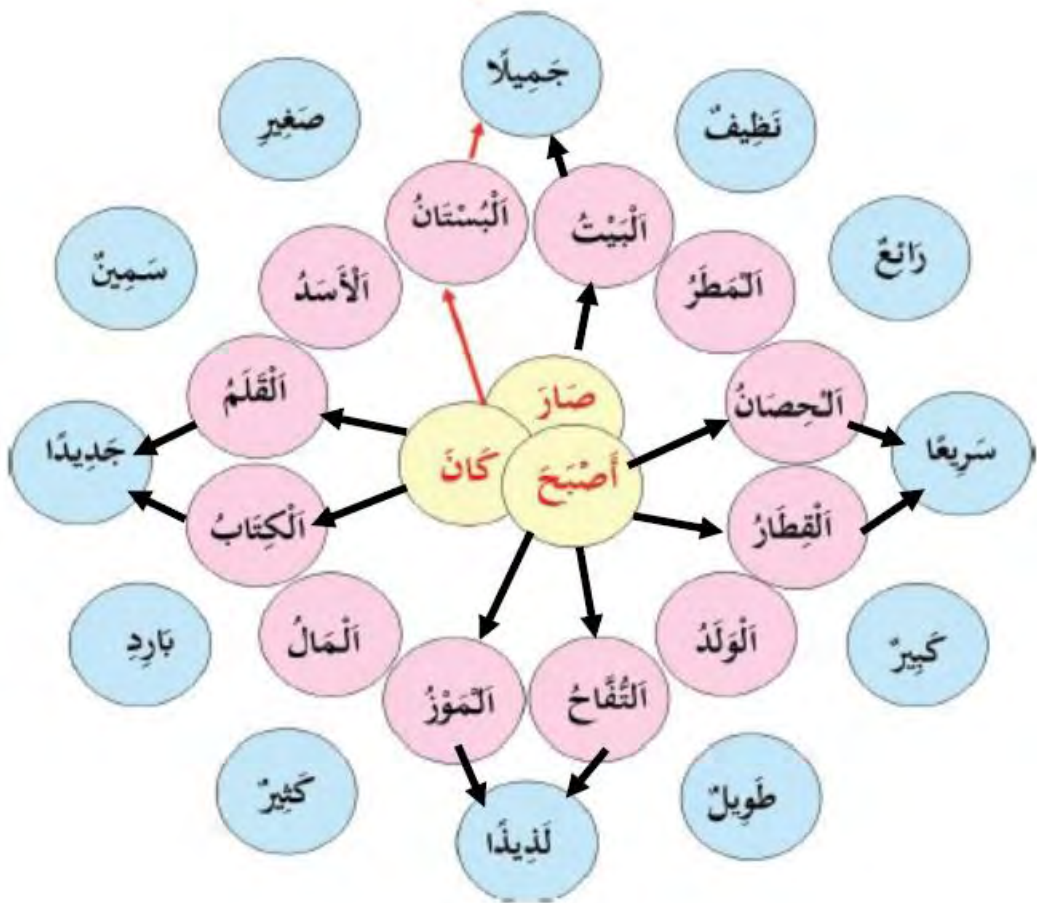 جَمِيلًا
نَظِيفٌ
صَغِيرِ
رَائِعٌ
سَمِينٌ
اَلْبَيْتُ
اَلْبُسْتَانُ
اَلْمَطَرُ
اَلْأَسَدُ
اَلْحِصَانُ
صَارَ
اَلْقَلَمُ
سَرِيعًا
أَصْبَحَ
كَانَ
جَدِيدًا
اَلْقِطَارُ
اَلْكِتَابُ
كَبِيرٌ
اَلْوَلَدُ
اَلْمَالُ
بَارِدِ
اَلتُّفَّاحُ
اَلْمَوْزُ
طَوِيلٌ
كَثِيرٌ
لَذِيذًا